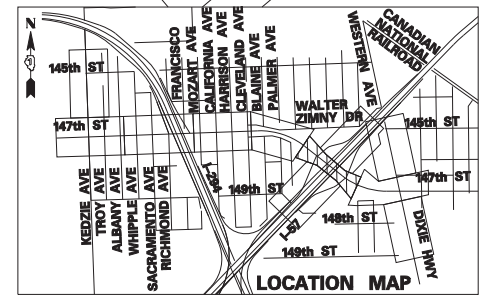 N
CANADIAN
NATIONAL
RAILROAD
FRANCISCO
MOZART AVE
CALIFORNIA AVE
HARRISON AVE
CLEVELAND AVE
BLAINE AVE
PALMER AVE
WESTERN AVE
145th ST
WALTER
ZIMNY DR
147th ST
145th ST
KEDZIE AVE
TROY AVE
ALBANY AVE
WHIPPLE AVE
SACRAMENTO AVE
RICHMOND AVE
I-294
149th ST
147th ST
I-57
148th ST
149th ST
DIXIE HWY
LOCATION MAP